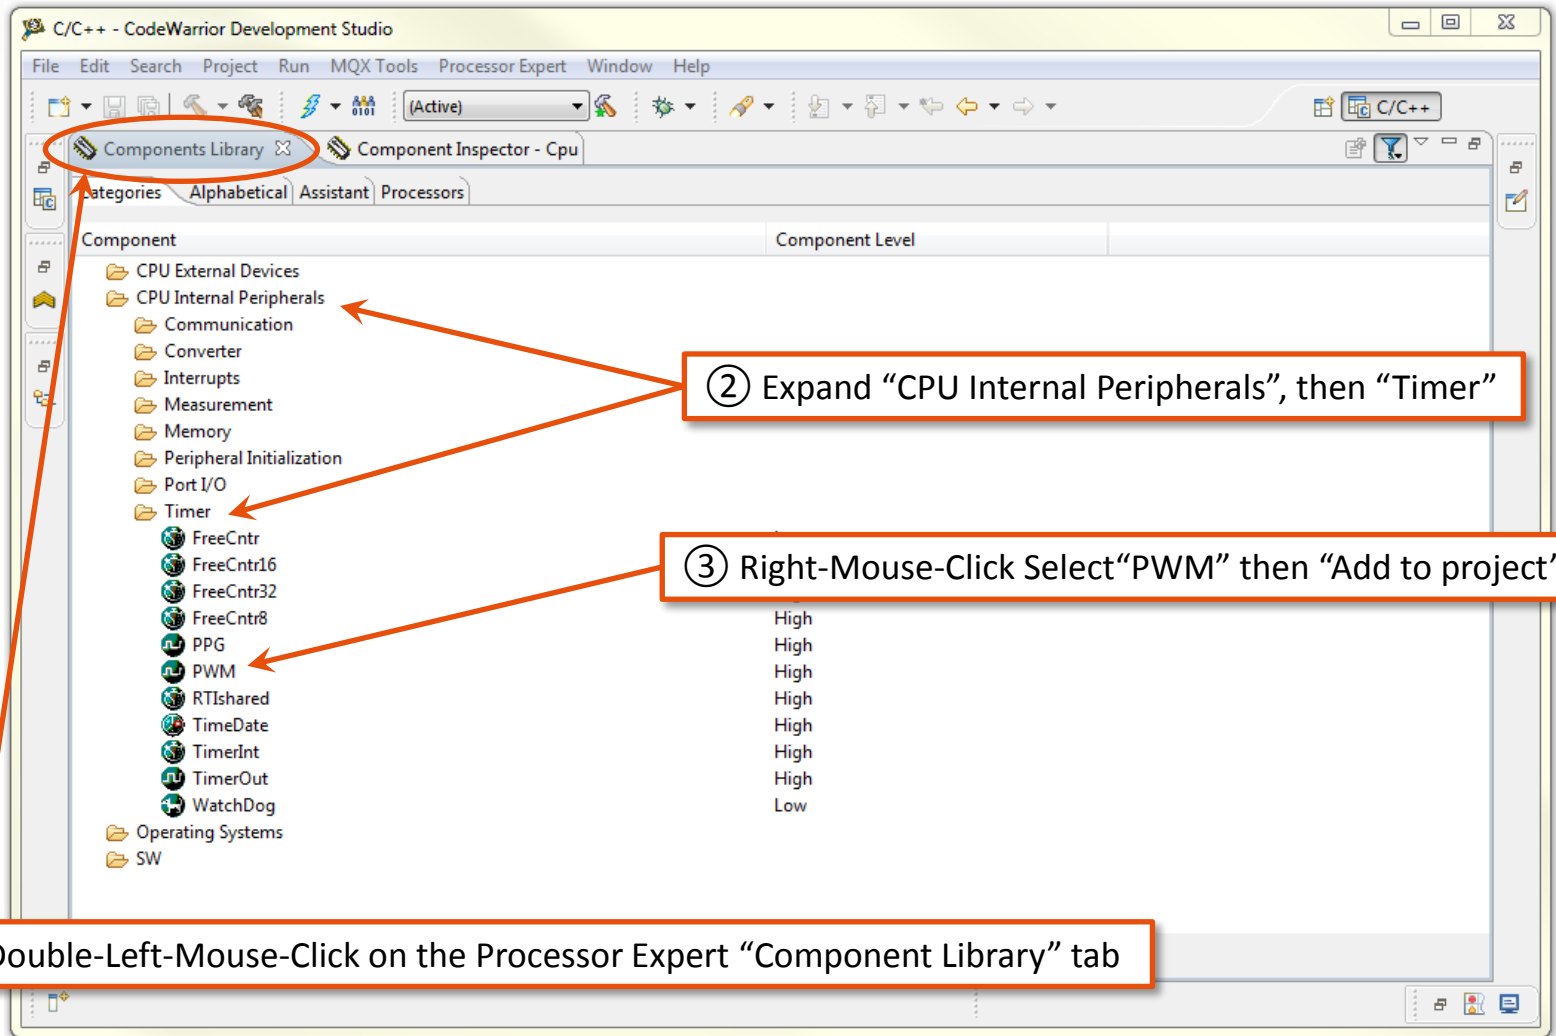 C/C++ - CodeWarrior Development Studio
File Edit Search Project Run MQX Tools Processor Expert Window Help
(Active)
C/C++
Components Library Component Inspector - Cpu
Categories Alphabetical Assistant Processors
Component Component Level
CPU External Devices
CPU Internal Peripherals
Communication
Converter
② Expand “CPU Internal Peripherals”, then “Timer”
Interrupts
Measurement
Memory
Peripheral Initialization
Port I/O
Timer
FreeCntr
③ Right-Mouse-Click Select“PWM” then “Add to project”
FreeCntr16
FreeCntr32
FreeCntr8 High
PPG High
PWM High
RTIshared High
TimeDate High
TimerInt High
TimerOut High
WatchDog Low
Operating Systems
SW
Double-Left-Mouse-Click on the Processor Expert “Component Library” tab